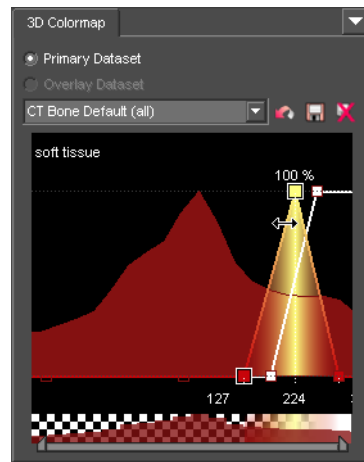 3D Colormap
Primary Dataset
Overlay Dataset
CT Bone Default (all)
soft tissue
100 %
127 224